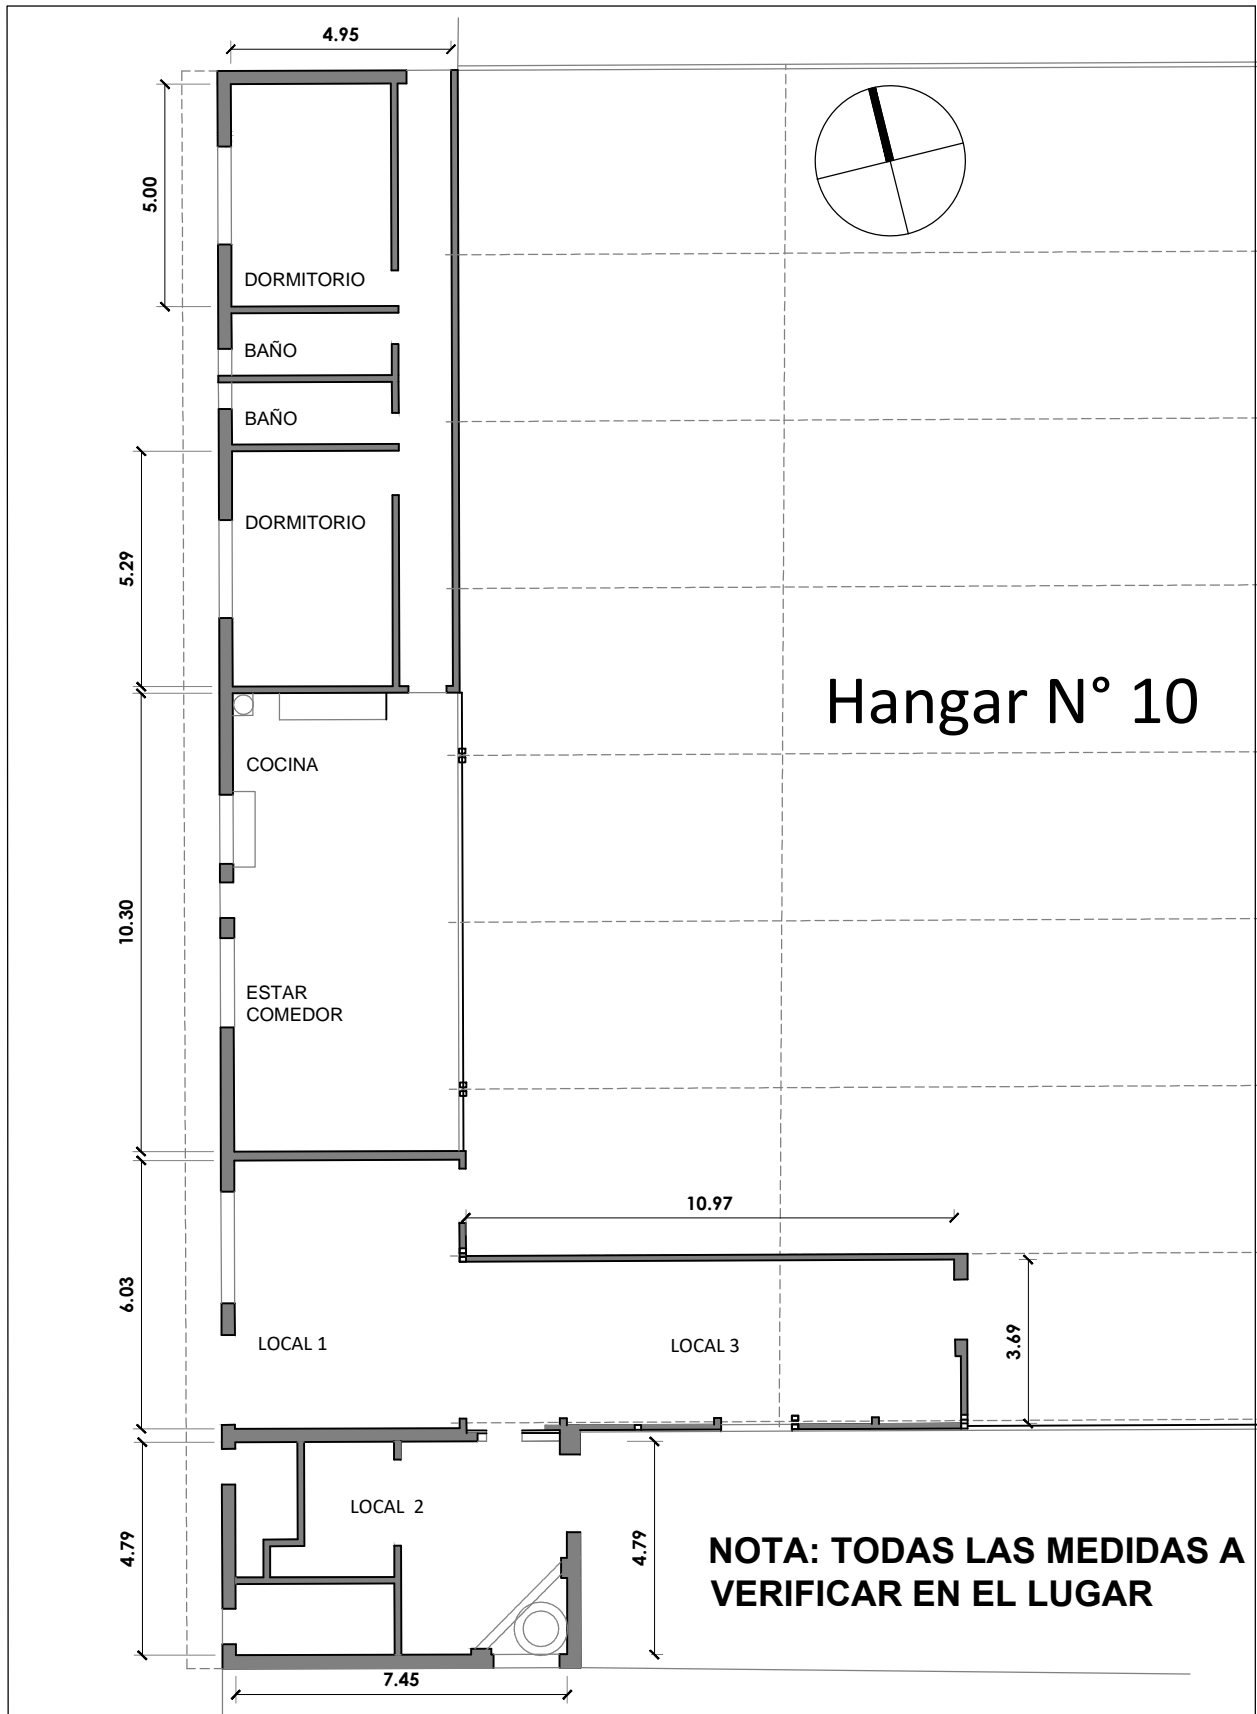 4.95
5.00
DORMITORIO
BAÑO
BAÑO
5.29
DORMITORIO
Hangar N° 10
COCINA
10.30
ESTAR
COMEDOR
10.97
6.03
LOCAL 1
LOCAL 3
3.69
LOCAL 2
4.79
4.79
NOTA: TODAS LAS MEDIDAS A
VERIFICAR EN EL LUGAR
7.45